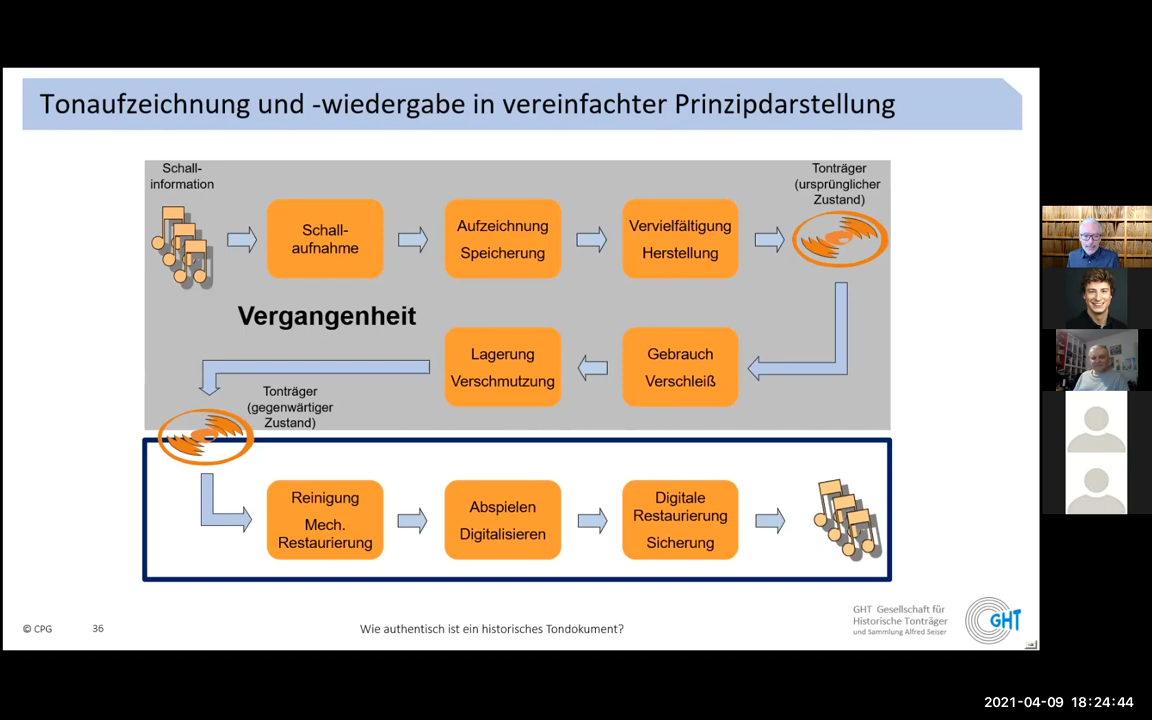 Tonaufzeichnung und -wiedergabe in vereinfachter Prinzipdarstellung
Schall-
information
Schall-
aufnahme
Aufzeichnung
Speicherung
Vervielfältigung
Herstellung
Tonträger
(ursprünglicher
Zustand)
Vergangenheit
Gebrauch
Verschleiß
Lagerung
Verschmutzung
Tonträger
(gegenwärtiger
Zustand)
Reinigung
Mech.
Restaurierung
Abspielen
Digitalisieren
Digitale
Restaurierung
Sicherung
© CPG
36
Wie authentisch ist ein historisches Tondokument?
GHT Gesellschaft für
Historische Tonträger
und Sammlung Alfred Seiser
GHT
2021-04-09 18:24:44